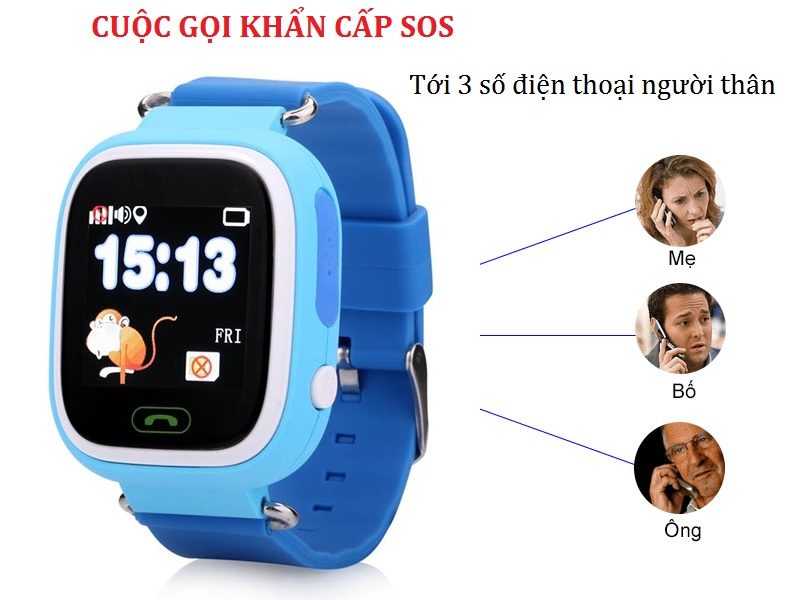 CUỘC GỌI KHẨN CẤP SOS
Tới 3 số điện thoại người thân
15:13
FRI
Mẹ
Bố
Ông